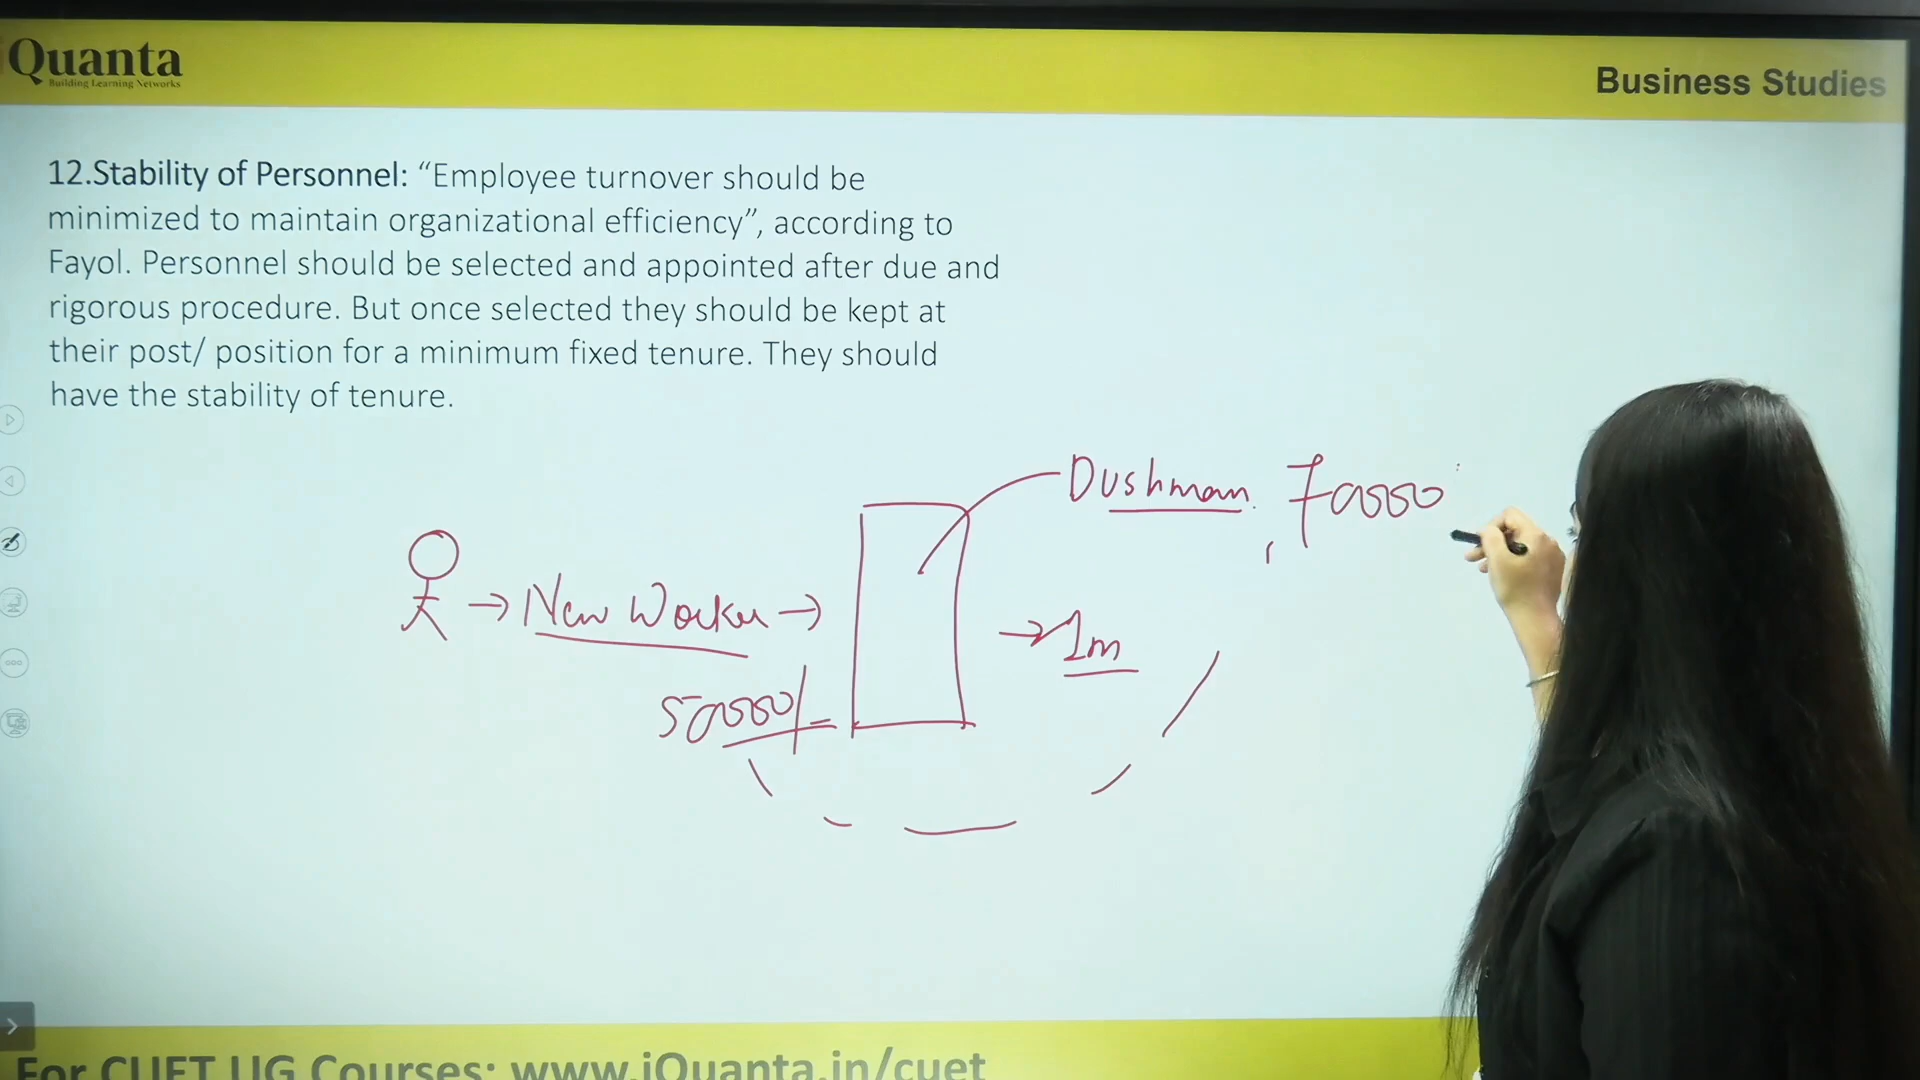 iQuanta
Building Learning Networks
Business Studies
12.Stability of Personnel: “Employee turnover should be
minimized to maintain organizational efficiency”, according to
Fayol. Personnel should be selected and appointed after due and
rigorous procedure. But once selected they should be kept at
their post/ position for a minimum fixed tenure. They should
have the stability of tenure.
Dushman, 70000
→ New Worker →
→ 1m
50000/-
For CUET UG Courses: www.iQuanta.in/cuet